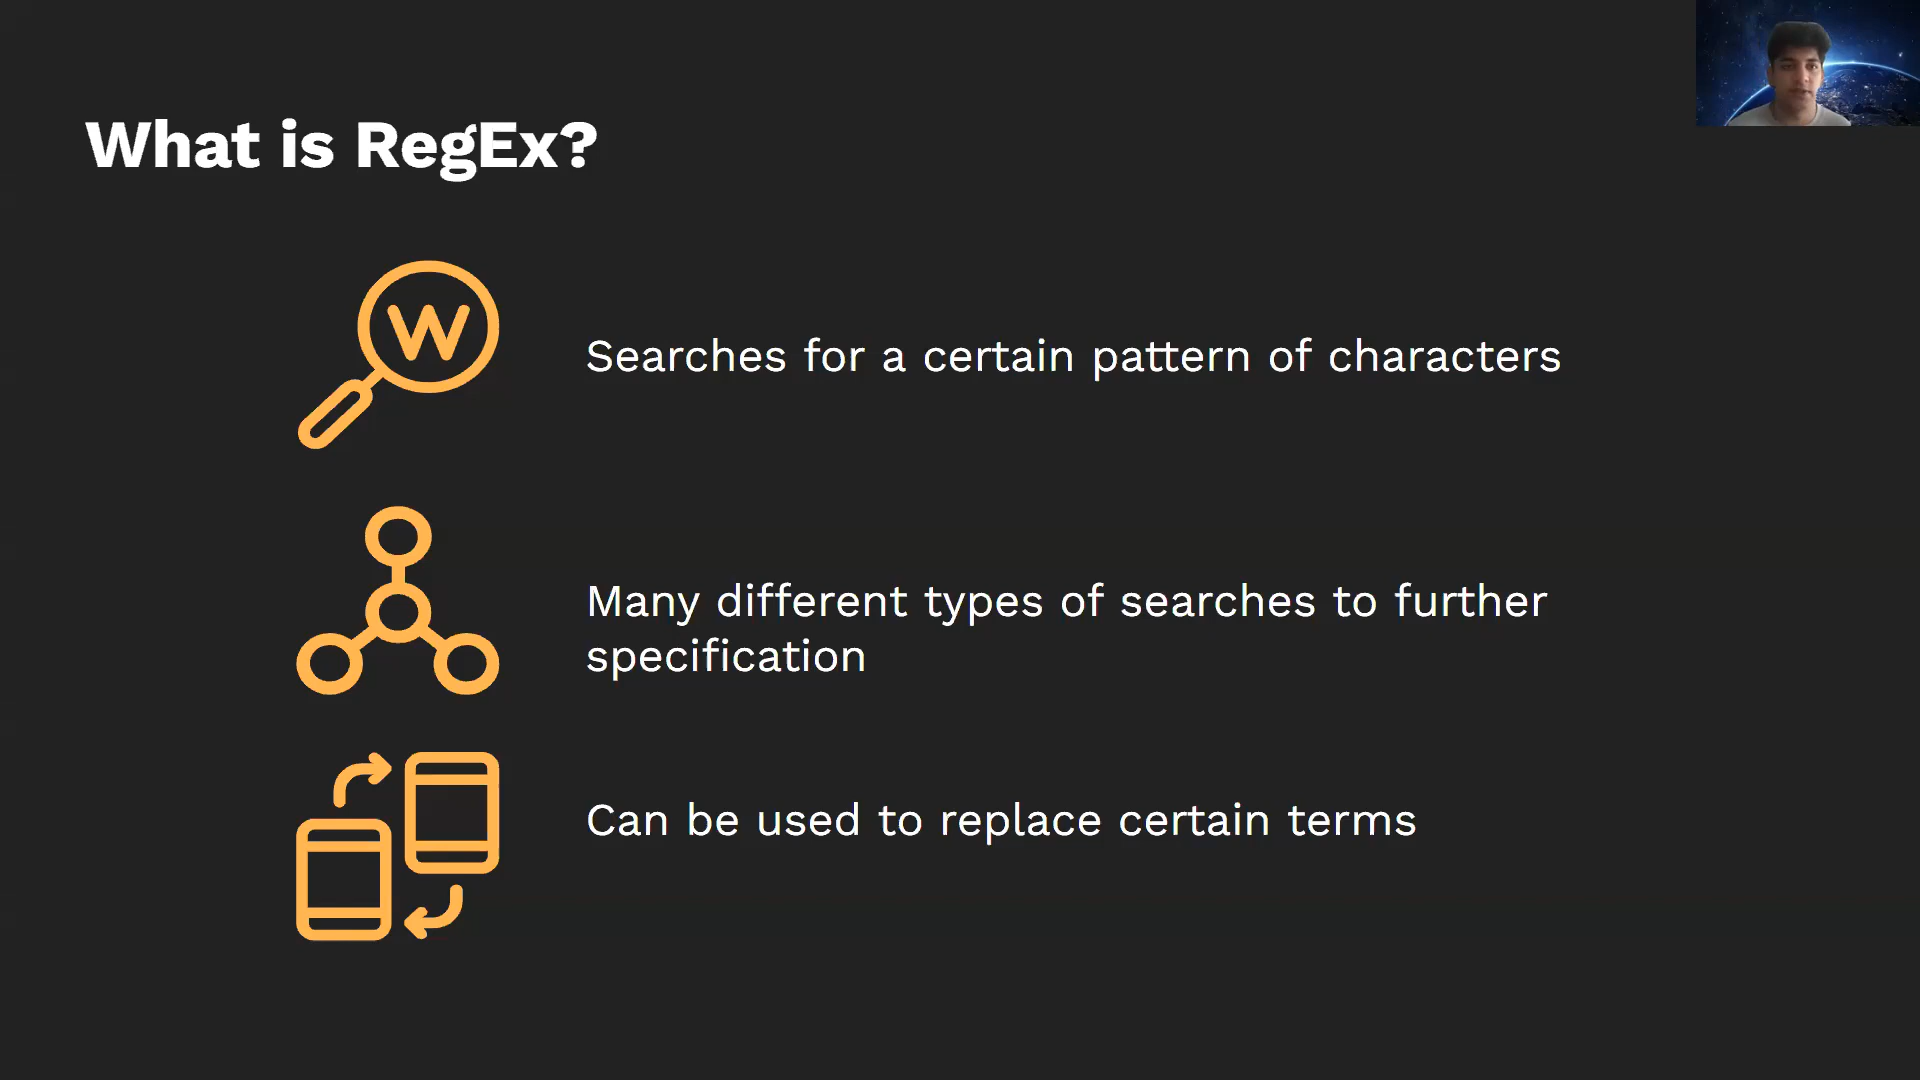 What is RegEx?
W
Searches for a certain pattern of characters
Many different types of searches to further
specification
Can be used to replace certain terms